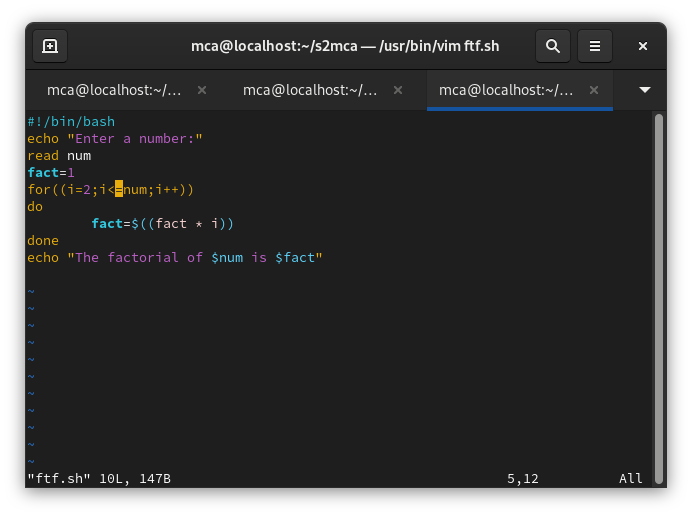 mca@localhost:~/s2mca — /usr/bin/vim ftf.sh
mca@localhost:~/... mca@localhost:~/... mca@localhost:~/...
#!/bin/bash
echo "Enter a number:"
read num
fact=1
for((i=2;i<=num;i++))
do
        fact=$((fact * i))
done
echo "The factorial of $num is $fact"
~
~
~
~
~
~
~
~
~
~
~
"ftf.sh" 10L, 147B 5,12 All